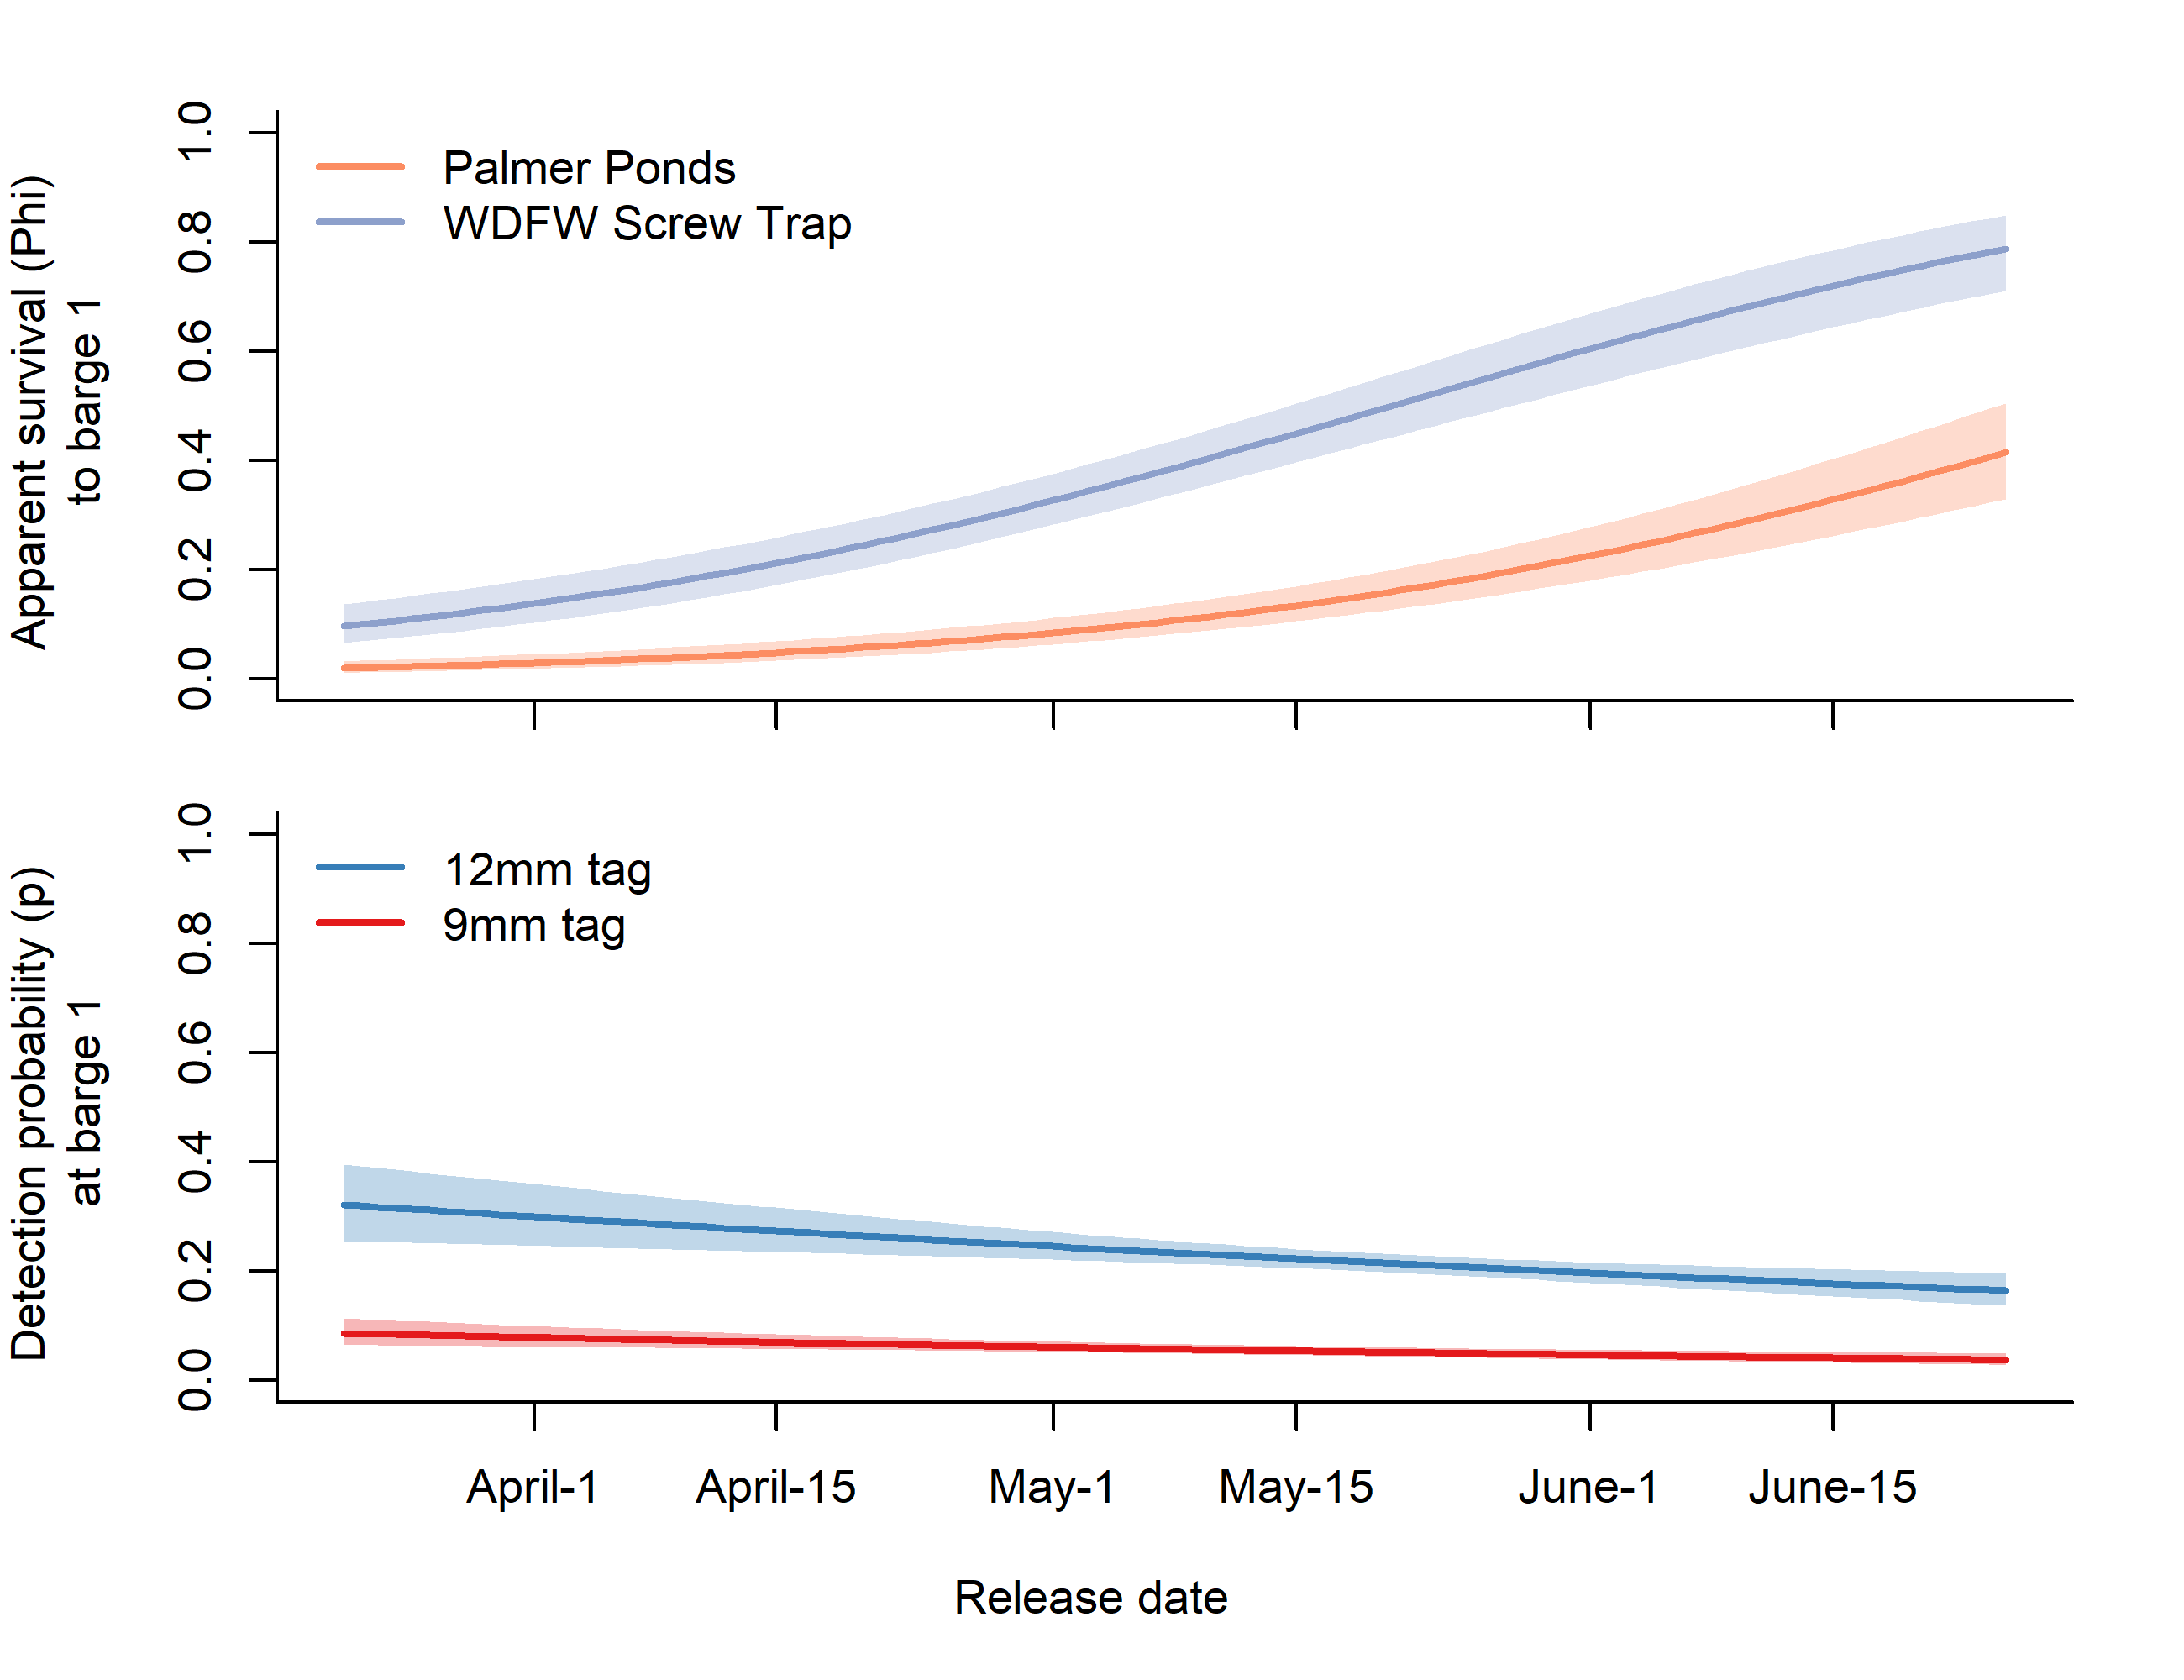 Apparent survival (Phi)
to barge 1
1.0
0.8
0.6
0.4
0.2
0.0
Palmer Ponds
WDFW Screw Trap
Detection probability (p)
at barge 1
1.0
0.8
0.6
0.4
0.2
0.0
12mm tag
9mm tag
April-1 April-15 May-1 May-15 June-1 June-15
Release date